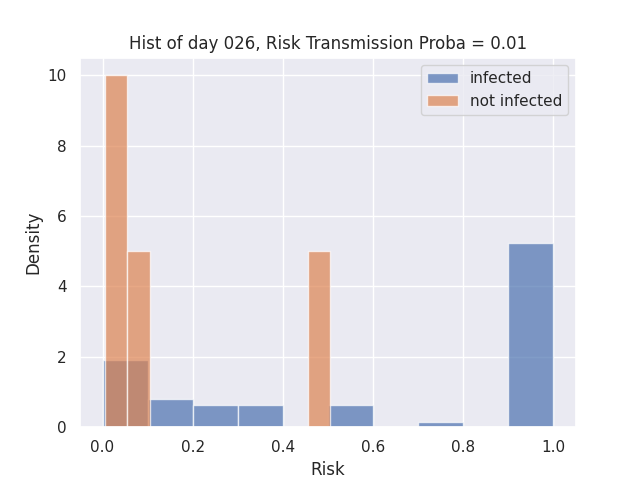 Hist of day 026, Risk Transmission Proba = 0.01
infected
not infected
10
8
6
4
2
0
Density
0.0 0.2 0.4 0.6 0.8 1.0
Risk